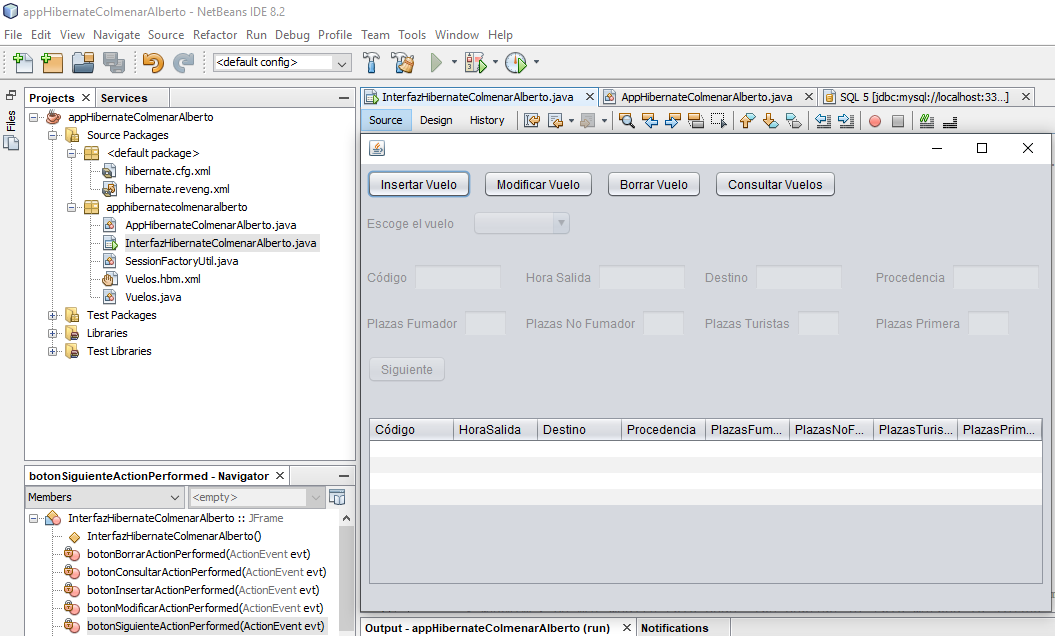 appHibernateColmenarAlberto - NetBeans IDE 8.2
File Edit View Navigate Source Refactor Run Debug Profile Team Tools Window Help
<default config>
Files
Projects Services
appHibernateColmenarAlberto
Source Packages
<default package>
hibernate.cfg.xml
hibernate.reveng.xml
apphibernatecolmenaralberto
AppHibernateColmenarAlberto.java
InterfazHibernateColmenarAlberto.java
SessionFactoryUtil.java
Vuelos.hbm.xml
Vuelos.java
Test Packages
Libraries
Test Libraries
botonSiguienteActionPerformed - Navigator
Members <empty>
InterfazHibernateColmenarAlberto :: JFrame
InterfazHibernateColmenarAlberto()
botonBorrarActionPerformed(ActionEvent evt)
botonConsultarActionPerformed(ActionEvent evt)
botonInsertarActionPerformed(ActionEvent evt)
botonModificarActionPerformed(ActionEvent evt)
botonSiguienteActionPerformed(ActionEvent evt)
InterfazHibernateColmenarAlberto.java AppHibernateColmenarAlberto.java SQL 5 [jdbc:mysql://localhost:33...]
Source Design History
Insertar Vuelo Modificar Vuelo Borrar Vuelo Consultar Vuelos
Escoge el vuelo
Código Hora Salida Destino Procedencia
Plazas Fumador Plazas No Fumador Plazas Turistas Plazas Primera
Siguiente
Código HoraSalida Destino Procedencia PlazasFum... PlazasNoF... PlazasTuris... PlazasPrim...
Output - appHibernateColmenarAlberto (run) Notifications